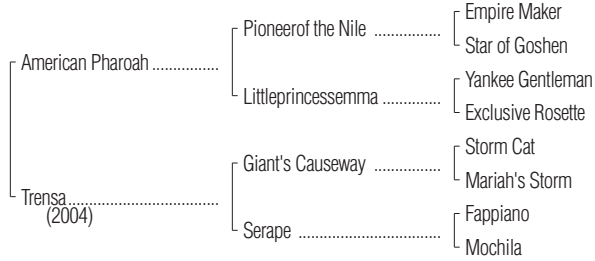 Empire Maker
Pioneerof the Nile ................
Star of Goshen
American Pharoah ................
Yankee Gentleman
Littleprincessemma ..............
Exclusive Rosette
Storm Cat
Giant's Causeway ................
Mariah's Storm
Trensa....................................
(2004)
Fappiano
Serape ..................................
Mochila